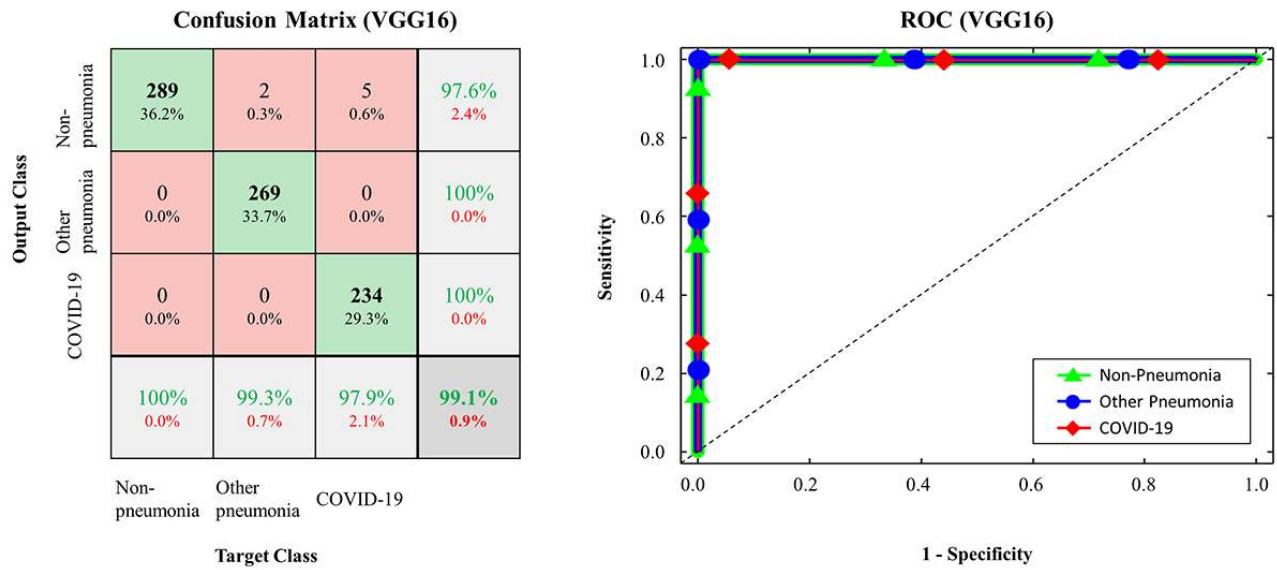 Confusion Matrix (VGG16)
Output Class
Non-
pneumonia
289 2 5 97.6%
36.2% 0.3% 0.6% 2.4%
Other
pneumonia
0 269 0 100%
0.0% 33.7% 0.0% 0.0%
COVID-19
0 0 234 100%
0.0% 0.0% 29.3% 0.0%
100% 99.3% 97.9% 99.1%
0.0% 0.7% 2.1% 0.9%
Non-
pneumonia
Other
pneumonia
COVID-19
Target Class
ROC (VGG16)
Sensitivity
1.0
0.8
0.6
0.4
0.2
0.0
Non-Pneumonia
Other Pneumonia
COVID-19
0.0 0.2 0.4 0.6 0.8 1.0
1 - Specificity